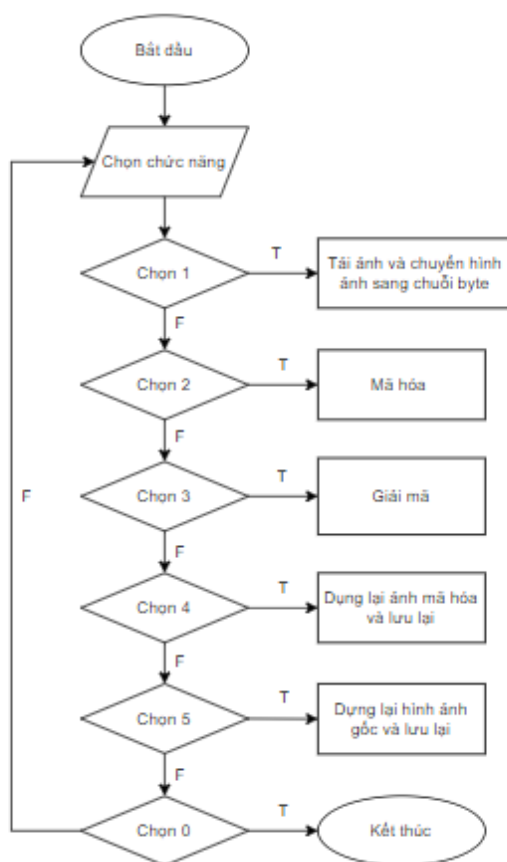 Bắt đầu
Chọn chức năng
Chọn 1
T
Tải ảnh và chuyển hình
ảnh sang chuỗi byte
F
Chọn 2
T
Mã hóa
F
Chọn 3
T
Giải mã
F
F
Chọn 4
T
Dụng lại ảnh mã hóa
và lưu lại
F
Chọn 5
T
Dựng lại hình ảnh
gốc và lưu lại
F
Chọn 0
T
Kết thúc